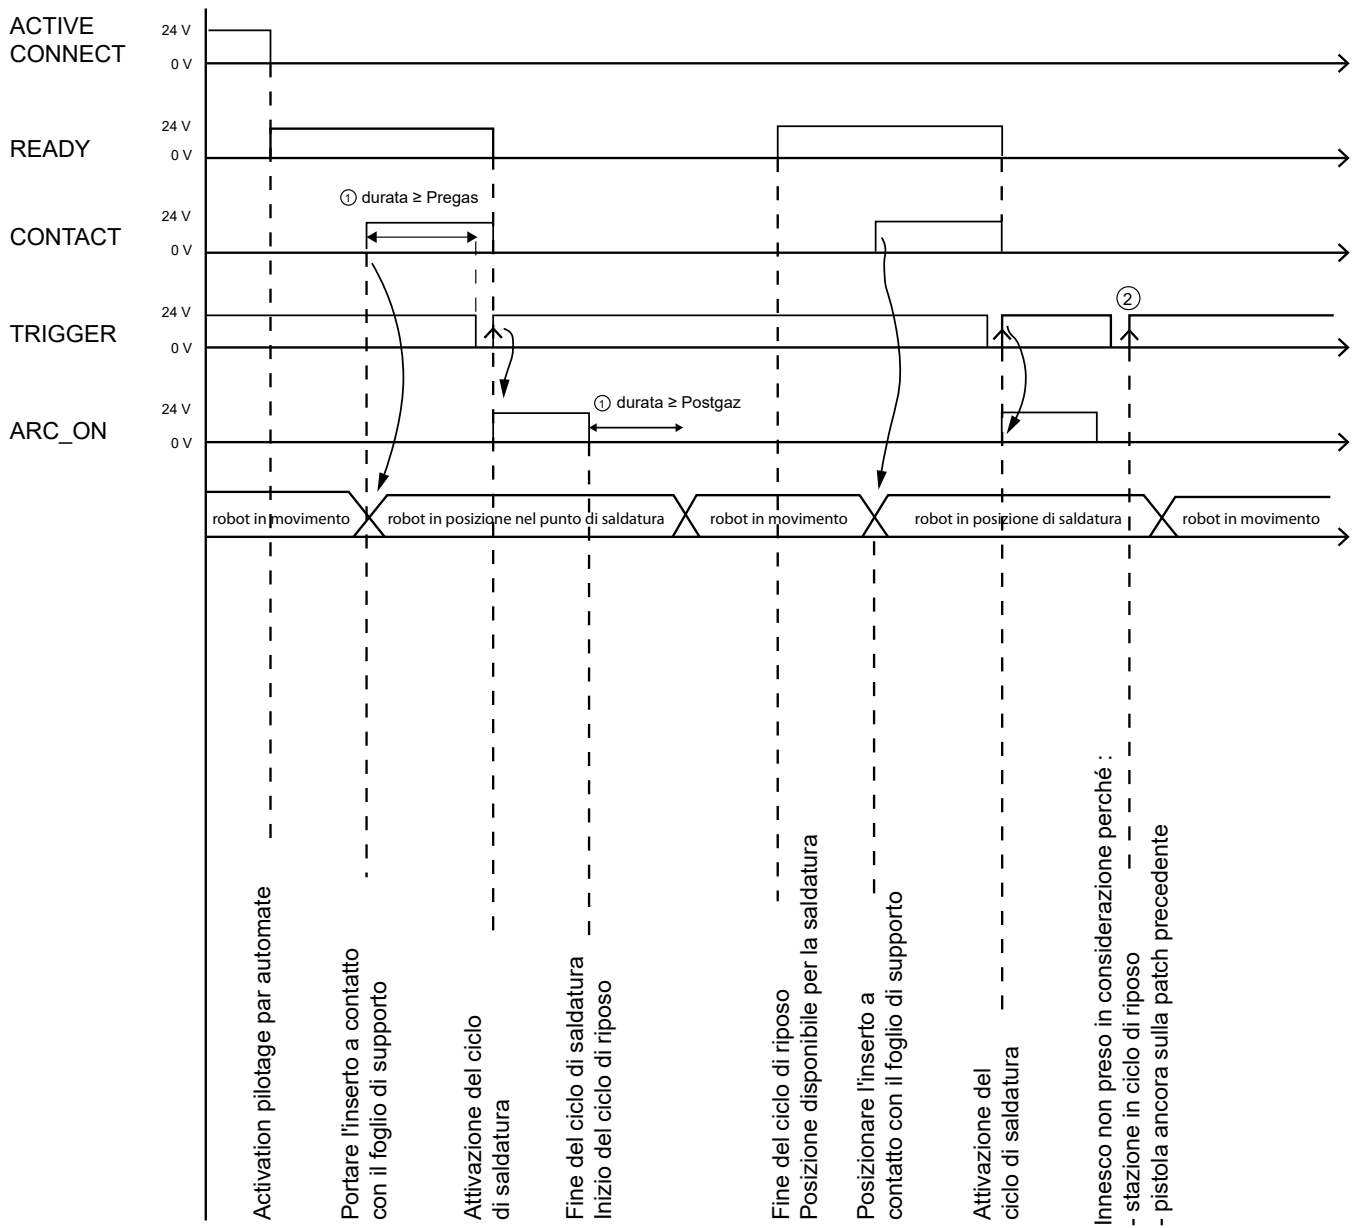 ACTIVE
CONNECT
24 V
0 V
READY
24 V
0 V
① durata ≥ Pregas
CONTACT
24 V
0 V
TRIGGER
24 V
0 V
②
ARC_ON
24 V
0 V
① durata ≥ Postgaz
robot in movimento
robot in posizione nel punto di saldatura
robot in movimento
robot in posizione di saldatura
robot in movimento
Activation pilotage par automate
Portare l'inserto a contatto
con il foglio di supporto
Attivazione del ciclo
di saldatura
Fine del ciclo di saldatura
Inizio del ciclo di riposo
Fine del ciclo di riposo
Posizione disponibile per la saldatura
Posizionare l'inserto a
contatto con il foglio di supporto
Attivazione del
ciclo di saldatura
Innesco non preso in considerazione perché :
- stazione in ciclo di riposo
- pistola ancora sulla patch precedente